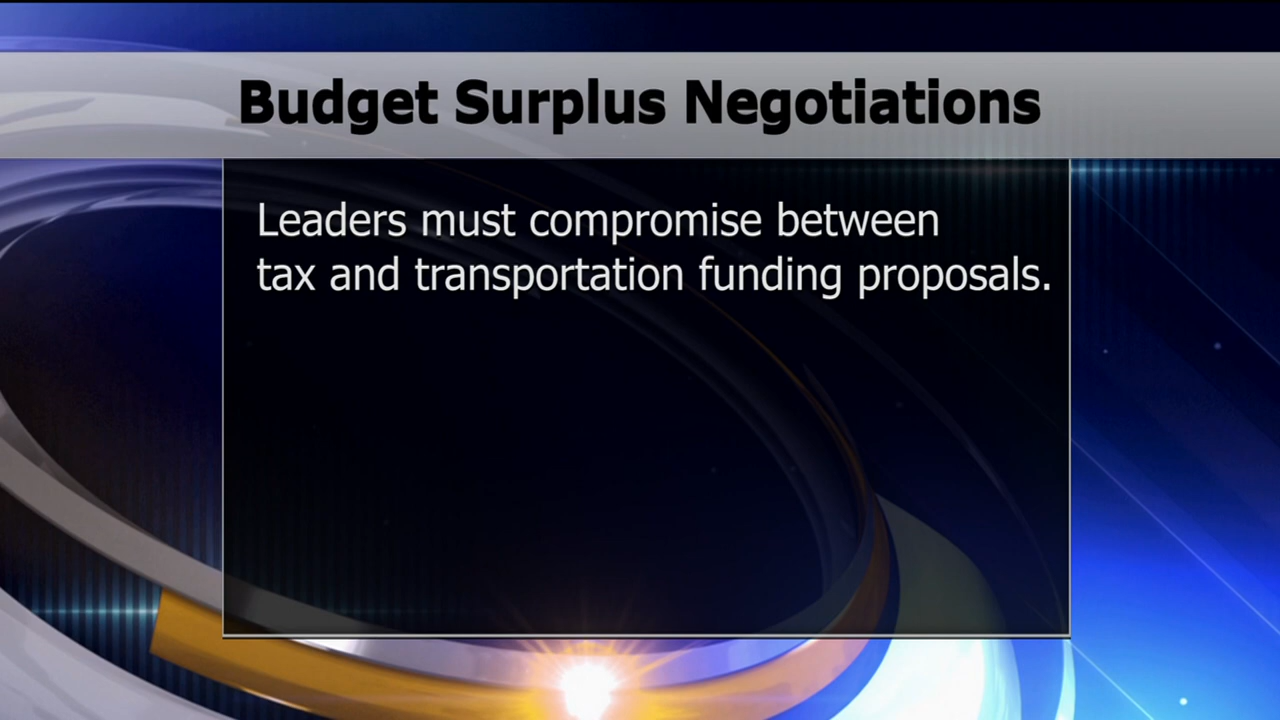 Budget Surplus Negotiations
Leaders must compromise between
tax and transportation funding proposals.